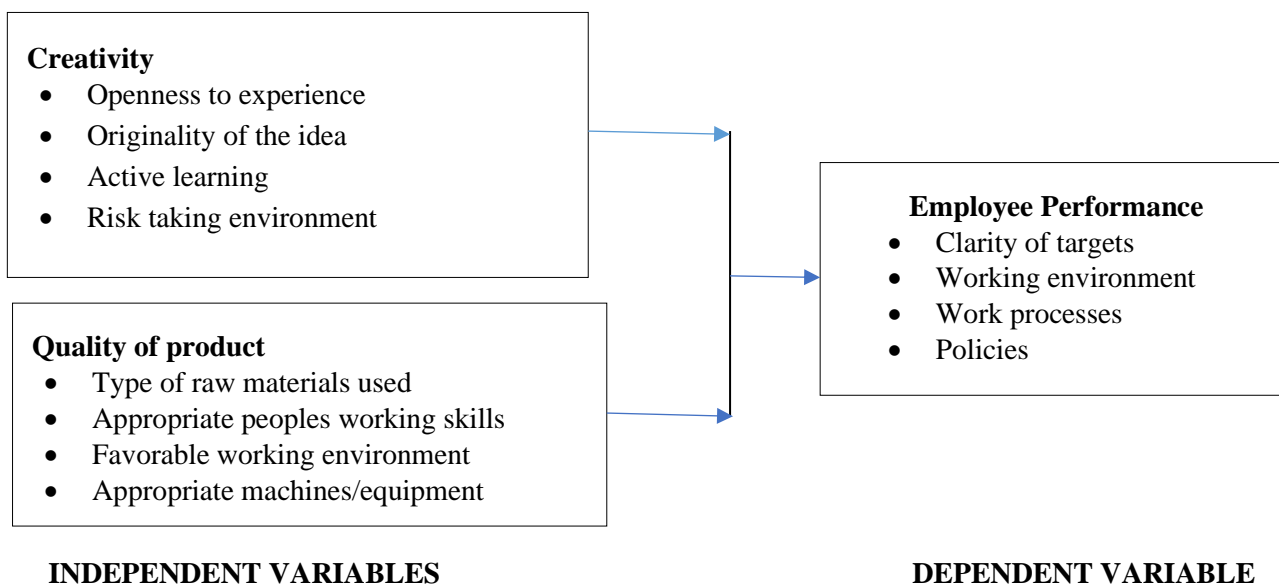 Creativity
• Openness to experience
• Originality of the idea
• Active learning
• Risk taking environment
Quality of product
• Type of raw materials used
• Appropriate peoples working skills
• Favorable working environment
• Appropriate machines/equipment
INDEPENDENT VARIABLES
Employee Performance
• Clarity of targets
• Working environment
• Work processes
• Policies
DEPENDENT VARIABLE